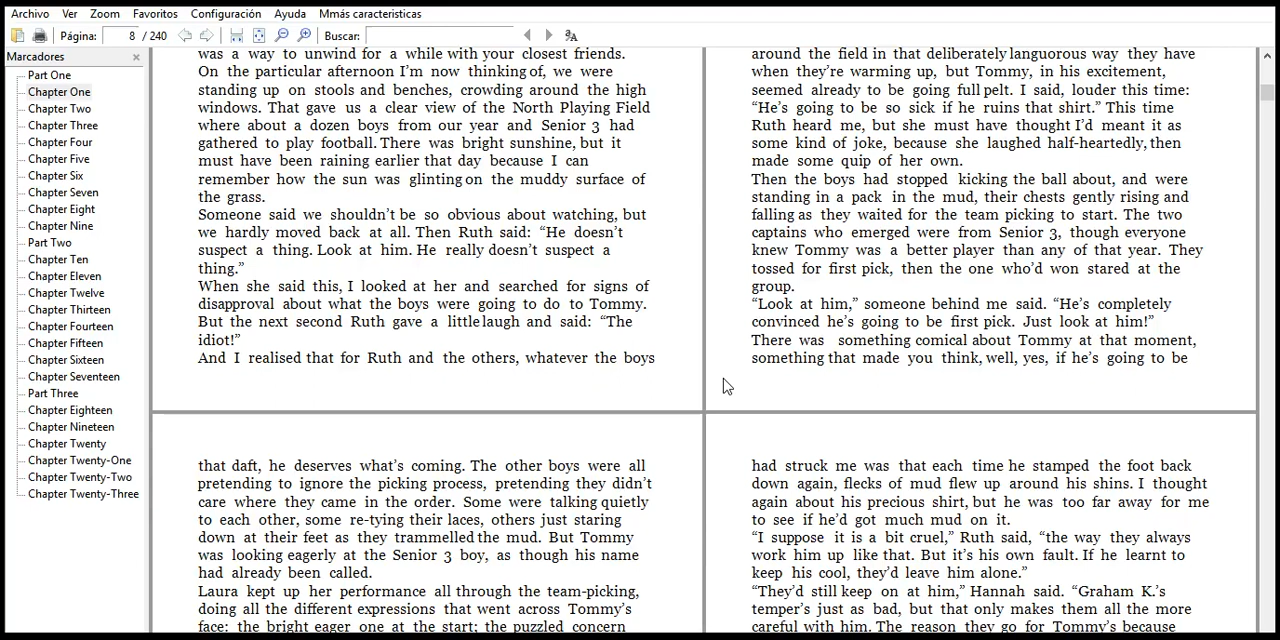 Archivo Ver Zoom Favoritos Configuración Ayuda Mmás caracteristicas
Página: 8 / 240 Buscar:
Marcadores
Part One
Chapter One
Chapter Two
Chapter Three
Chapter Four
Chapter Five
Chapter Six
Chapter Seven
Chapter Eight
Chapter Nine
Part Two
Chapter Ten
Chapter Eleven
Chapter Twelve
Chapter Thirteen
Chapter Fourteen
Chapter Fifteen
Chapter Sixteen
Chapter Seventeen
Part Three
Chapter Eighteen
Chapter Nineteen
Chapter Twenty
Chapter Twenty-One
Chapter Twenty-Two
Chapter Twenty-Three
was a way to unwind for a while with your closest friends.
On the particular afternoon I’m now thinking of, we were
standing up on stools and benches, crowding around the high
windows. That gave us a clear view of the North Playing Field
where about a dozen boys from our year and Senior 3 had
gathered to play football. There was bright sunshine, but it
must have been raining earlier that day because I can
remember how the sun was glinting on the muddy surface of
the grass.
Someone said we shouldn’t be so obvious about watching, but
we hardly moved back at all. Then Ruth said: “He doesn’t
suspect a thing. Look at him. He really doesn’t suspect a
thing.”
When she said this, I looked at her and searched for signs of
disapproval about what the boys were going to do to Tommy.
But the next second Ruth gave a little laugh and said: “The
idiot!”
And I realised that for Ruth and the others, whatever the boys
around the field in that deliberately languorous way they have
when they’re warming up, but Tommy, in his excitement,
seemed already to be going full pelt. I said, louder this time:
“He’s going to be so sick if he ruins that shirt.” This time
Ruth heard me, but she must have thought I’d meant it as
some kind of joke, because she laughed half-heartedly, then
made some quip of her own.
Then the boys had stopped kicking the ball about, and were
standing in a pack in the mud, their chests gently rising and
falling as they waited for the team picking to start. The two
captains who emerged were from Senior 3, though everyone
knew Tommy was a better player than any of that year. They
tossed for first pick, then the one who’d won stared at the
group.
“Look at him,” someone behind me said. “He’s completely
convinced he’s going to be first pick. Just look at him!”
There was something comical about Tommy at that moment,
something that made you think, well, yes, if he’s going to be
that daft, he deserves what’s coming. The other boys were all
pretending to ignore the picking process, pretending they didn’t
care where they came in the order. Some were talking quietly
to each other, some re-tying their laces, others just staring
down at their feet as they trammelled the mud. But Tommy
was looking eagerly at the Senior 3 boy, as though his name
had already been called.
Laura kept up her performance all through the team-picking,
doing all the different expressions that went across Tommy’s
face: the bright eager one at the start; the puzzled concern
had struck me was that each time he stamped the foot back
down again, flecks of mud flew up around his shins. I thought
again about his precious shirt, but he was too far away for me
to see if he’d got much mud on it.
“I suppose it is a bit cruel,” Ruth said, “the way they always
work him up like that. But it’s his own fault. If he learnt to
keep his cool, they’d leave him alone.”
“They’d still keep on at him,” Hannah said. “Graham K.’s
temper’s just as bad, but that only makes them all the more
careful with him. The reason they go for Tommy’s because